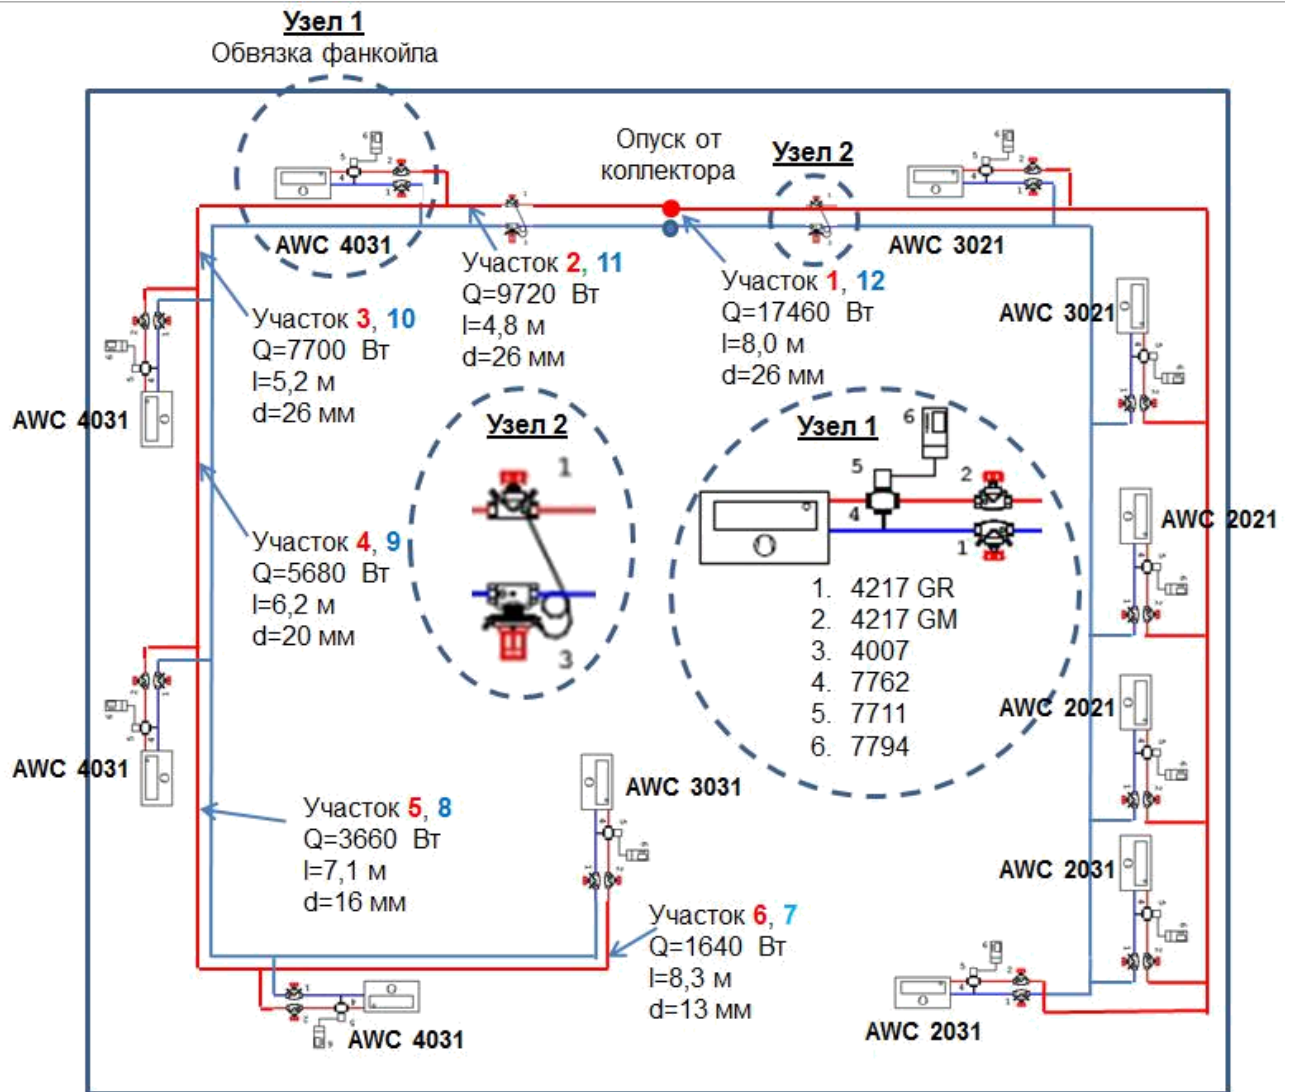 Узел 1
Обвязка фанкойла
Опуск от
коллектора
Узел 2
AWC 4031
AWC 3021
Участок 2, 11
Q=9720 Вт
l=4,8 м
d=26 мм
Участок 1, 12
Q=17460 Вт
l=8,0 м
d=26 мм
Участок 3, 10
Q=7700 Вт
l=5,2 м
d=26 мм
AWC 3021
AWC 4031
Узел 2
1
3
Узел 1
6
5
2
4
1
1. 4217 GR
2. 4217 GM
3. 4007
4. 7762
5. 7711
6. 7794
AWC 2021
Участок 4, 9
Q=5680 Вт
l=6,2 м
d=20 мм
AWC 2021
AWC 4031
AWC 3031
Участок 5, 8
Q=3660 Вт
l=7,1 м
d=16 мм
AWC 2031
Участок 6, 7
Q=1640 Вт
l=8,3 м
d=13 мм
AWC 4031
AWC 2031